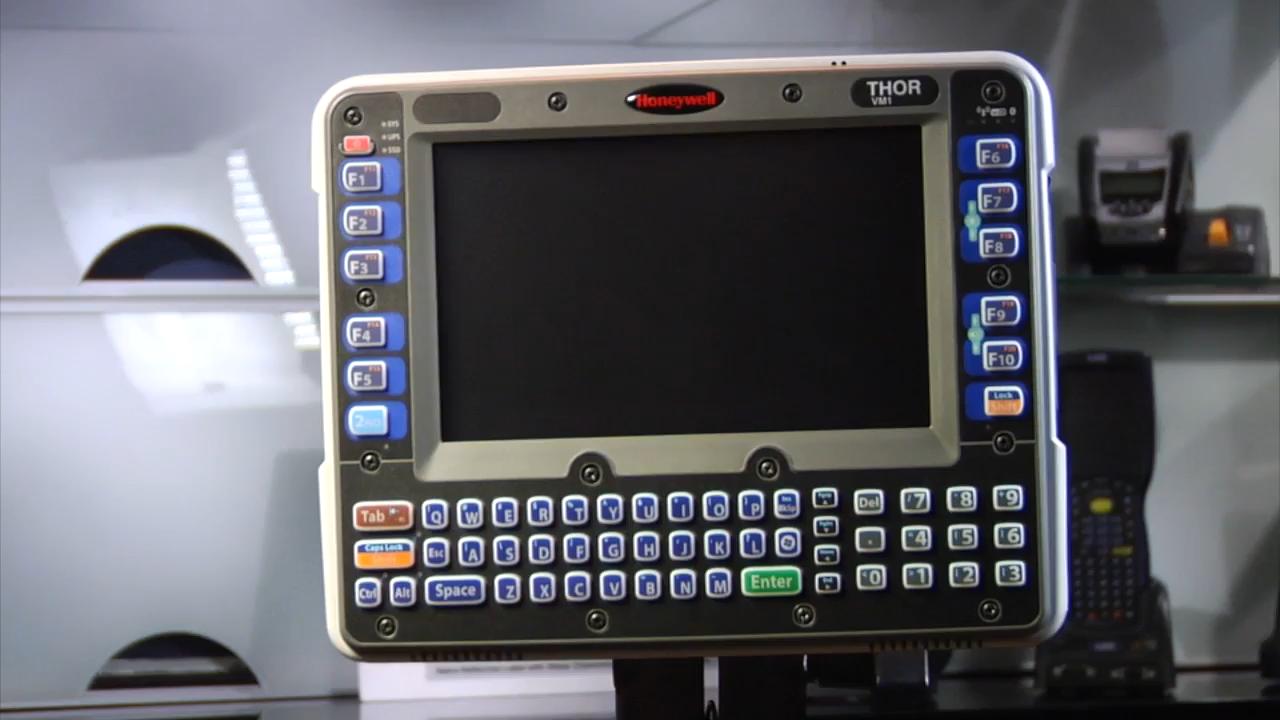 Honeywell
THOR
VM1
SYS
UPS
SSD
F1
F2
F3
F4
F5
2ND
F6
F7
F8
F9
F10
Lock
Shift
Tab Q W E R T Y U I O P Ins BkSp Del 7 8 9
Caps Lock
Esc A S D F G H J K L . 4 5 6
Ctrl Alt Space Z X C V B N M Enter 0 1 2 3